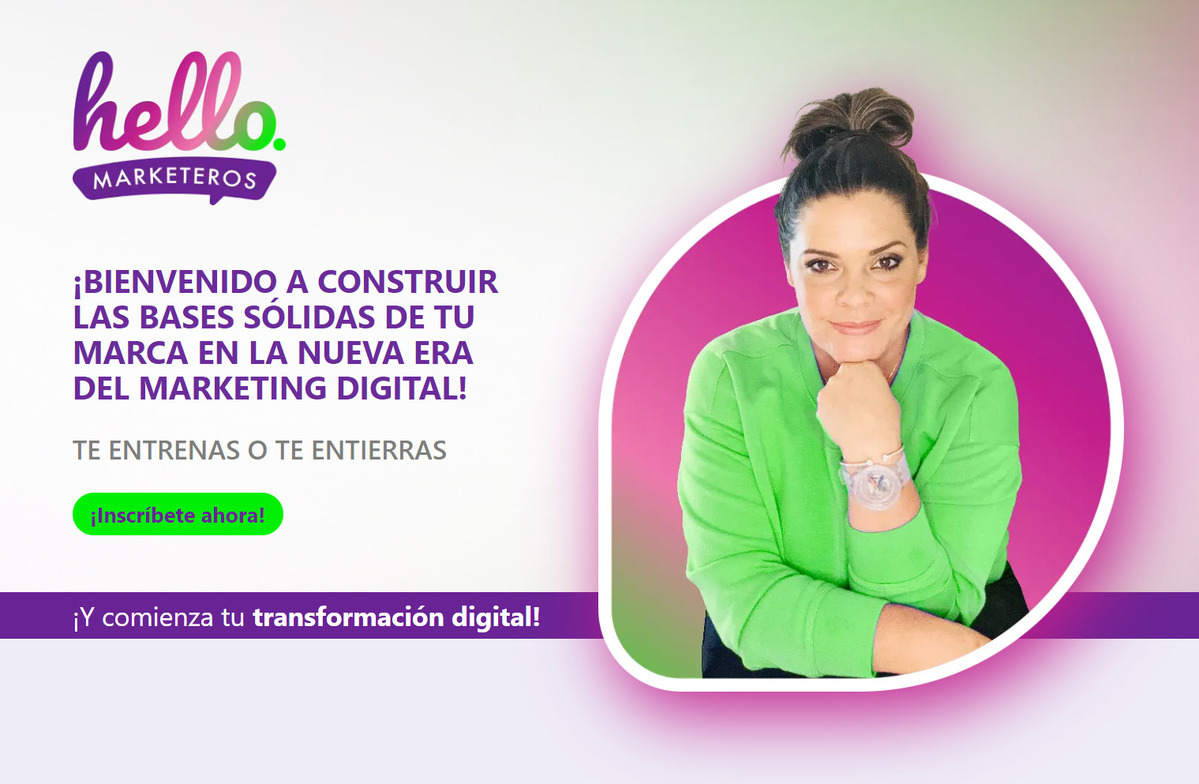 hello.
MARKETEROS
¡BIENVENIDO A CONSTRUIR
LAS BASES SÓLIDAS DE TU
MARCA EN LA NUEVA ERA
DEL MARKETING DIGITAL!
TE ENTRENAS O TE ENTIERRAS
¡Inscríbete ahora!
¡Y comienza tu transformación digital!